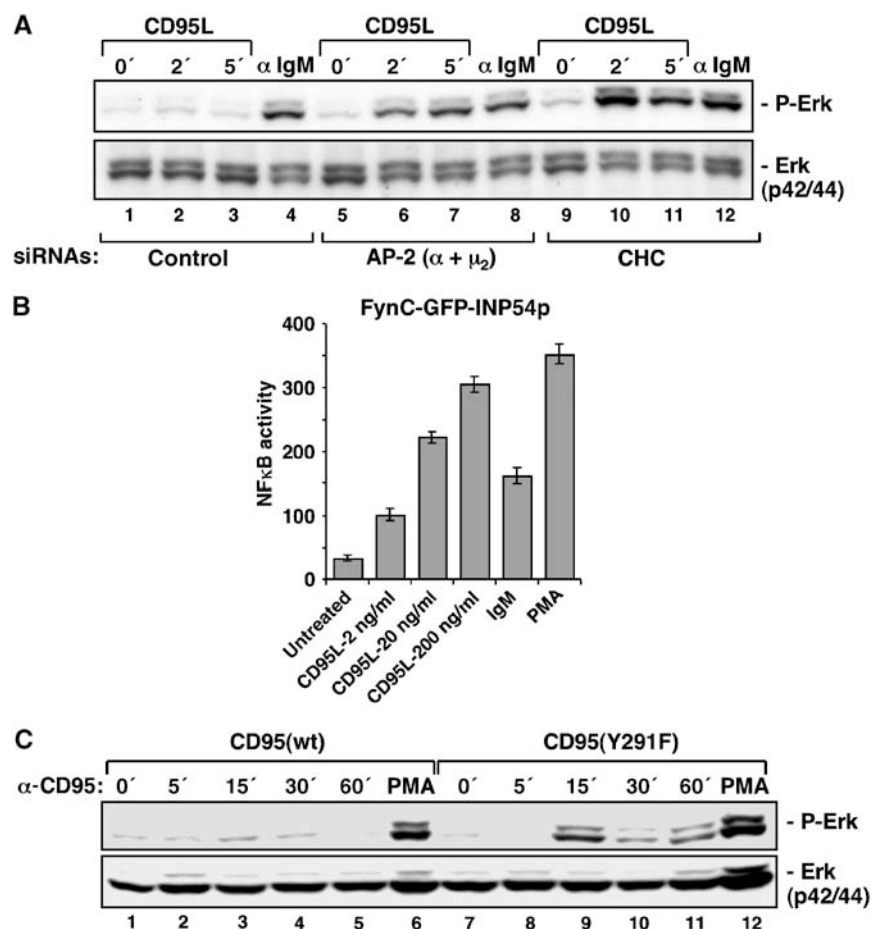 A
CD95L CD95L CD95L
0´ 2´ 5´ α IgM 0´ 2´ 5´ α IgM 0´ 2´ 5´ α IgM
- P-Erk
- Erk
(p42/44)
1 2 3 4 5 6 7 8 9 10 11 12
siRNAs: Control AP-2 (α + μ₂) CHC
B
FynC-GFP-INP54p
NFκB activity
400
300
200
100
0
Untreated
CD95L-2 ng/ml
CD95L-20 ng/ml
CD95L-200 ng/ml
IgM
PMA
C
CD95(wt) CD95(Y291F)
α-CD95: 0´ 5´ 15´ 30´ 60´ PMA 0´ 5´ 15´ 30´ 60´ PMA
- P-Erk
- Erk
(p42/44)
1 2 3 4 5 6 7 8 9 10 11 12